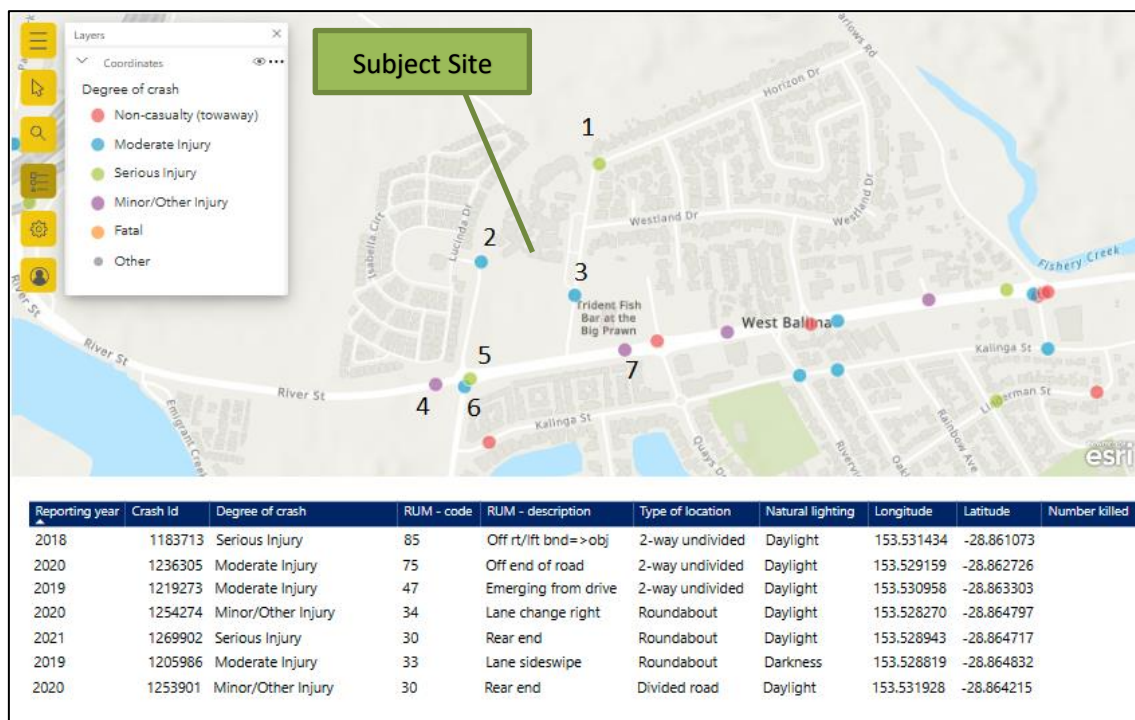 Layers
Coordinates
Degree of crash
Non-casualty (towaway)
Moderate Injury
Serious Injury
Minor/Other Injury
Fatal
Other
Subject Site
Horizon Dr
1
Westland Dr
Westland Dr
Isabella Circt
Lucinda Dr
2
3
Trident Fish
Bar at the
Big Prawn
Fishery Creek
West Ballina
Kalinga St
River St
River St
River St
4
5
6
7
Kalinga St
Emigrant Creek
Quays Dr
Rainbow Ave
esri
Reporting year Crash Id Degree of crash RUM - code RUM - description Type of location Natural lighting Longitude Latitude Number killed
2018 1183713 Serious Injury 85 Off rt/lft bnd=>obj 2-way undivided Daylight 153.531434 -28.861073
2020 1236305 Moderate Injury 75 Off end of road 2-way undivided Daylight 153.529159 -28.862726
2019 1219273 Moderate Injury 47 Emerging from drive 2-way undivided Daylight 153.530958 -28.863303
2020 1254274 Minor/Other Injury 34 Lane change right Roundabout Daylight 153.528270 -28.864797
2021 1269902 Serious Injury 30 Rear end Roundabout Daylight 153.528943 -28.864717
2019 1205986 Moderate Injury 33 Lane sideswipe Roundabout Darkness 153.528819 -28.864832
2020 1253901 Minor/Other Injury 30 Rear end Divided road Daylight 153.531928 -28.864215